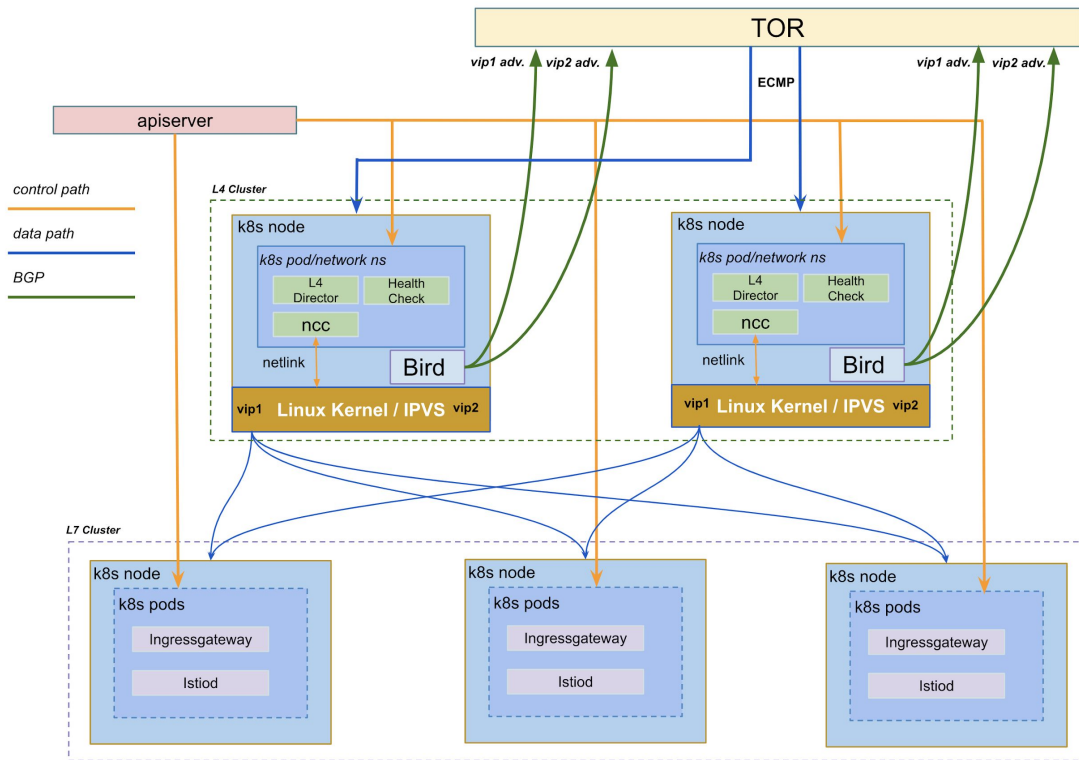 TOR
vip1 adv.
vip2 adv.
ECMP
vip1 adv.
vip2 adv.
apiserver
control path
data path
BGP
L4 Cluster
k8s node
k8s pod/network ns
L4
Director
Health
Check
ncc
netlink
Bird
vip1
Linux Kernel / IPVS
vip2
k8s node
k8s pod/network ns
L4
Director
Health
Check
ncc
netlink
Bird
vip1
Linux Kernel / IPVS
vip2
L7 Cluster
k8s node
k8s pods
Ingressgateway
Istiod
k8s node
k8s pods
Ingressgateway
Istiod
k8s node
k8s pods
Ingressgateway
Istiod